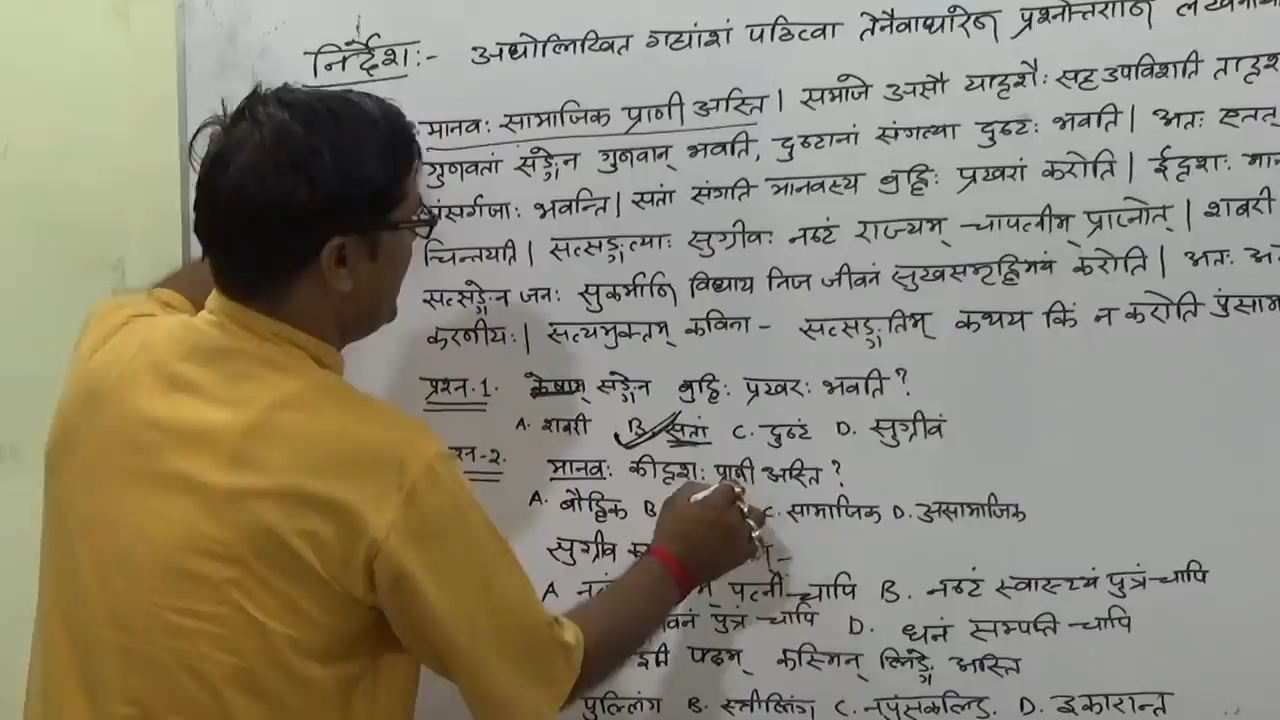 निर्देशः- अधोलिखित गद्यांशं पठित्वा तेनैवाधारेण प्रश्नोत्तराणि
मानवः सामाजिक प्राणी अस्ति। समाजे असौ यादृशैः सह उपविशति
गुणवतां सङ्गेन गुणवान् भवति, दुष्टानां संगत्या दुष्टः भवति। अतः एतत्
संसर्गजाः भवन्ति। सतां संगति मानवस्य बुद्धिः प्रखरां करोति। ईदृशः
चिन्तयति। सत्सङ्गत्याः सुग्रीवः नष्टं राज्यम् चापत्नीम् प्राप्नोत्। शबरी
सत्सङ्गेन जनः सुकर्माणि विधाय निज जीवनं सुखसमृद्धिमयं करोति। अतः
करणीयः। सत्यमुक्तम् कविना - सत्सङ्गतिम् कथय किं न करोति
प्रश्न.1. केषाम् सङ्गेन बुद्धिः प्रखरः भवति?
A. शबरी B. सतां C. दुष्टं D. सुग्रीवं
श्न-2. मानवः कीदृशः प्राणी अस्ति?
A. बौद्धिक B C. सामाजिक D. असामाजिक
सुग्रीव
A पत्नीं चापि B. नष्टं स्वास्थ्यं पुत्रं चापि
पुत्रं चापि D. धनं सम्पति चापि
पदम् कस्मिन् लिङ्गे अस्ति
पुल्लिंग B. स्त्रीलिंग C. नपुंसकलिङ्ग. D. इकारान्त